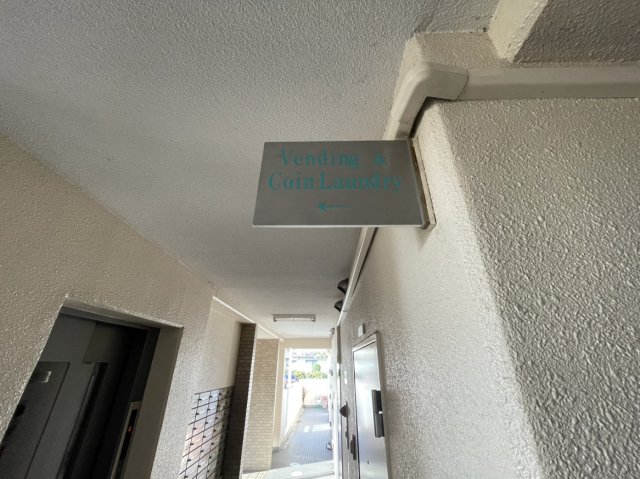 Vending &
Coin Laundry
←